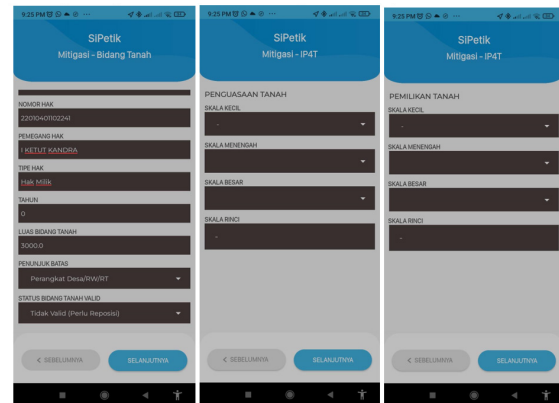 9:25 PM
SiPetik
Mitigasi - Bidang Tanah
NOMOR HAK
22010401102241
PEMEGANG HAK
I KETUT KANDRA
TIPE HAK
Hak Milik
TAHUN
0
LUAS BIDANG TANAH
3000.0
PENUNJUK BATAS
Perangkat Desa/RW/RT
STATUS BIDANG TANAH VALID
Tidak Valid (Perlu Reposisi)
< SEBELUMNYA
SELANJUTNYA
9:25 PM
SiPetik
Mitigasi - IP4T
PENGUASAAN TANAH
SKALA KECIL
-
SKALA MENENGAH
SKALA BESAR
SKALA RINCI
-
< SEBELUMNYA
SELANJUTNYA
9:25 PM
SiPetik
Mitigasi - IP4T
PEMILIKAN TANAH
SKALA KECIL
-
SKALA MENENGAH
SKALA BESAR
SKALA RINCI
-
< SEBELUMNYA
SELANJUTNYA